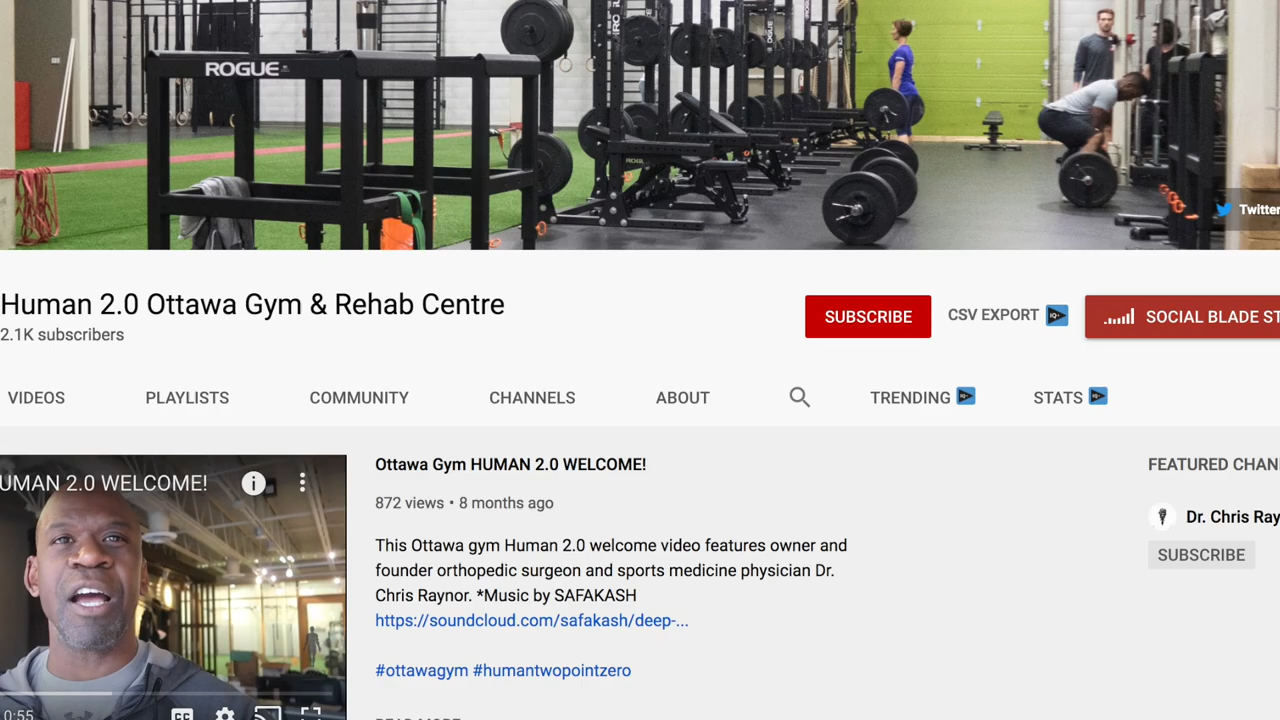 ROGUE
Twitter
Human 2.0 Ottawa Gym & Rehab Centre
2.1K subscribers
SUBSCRIBE
CSV EXPORT IQ+
SOCIAL BLADE ST
VIDEOS PLAYLISTS COMMUNITY CHANNELS ABOUT TRENDING STATS
UMAN 2.0 WELCOME!
0:55
CC
Ottawa Gym HUMAN 2.0 WELCOME!
872 views • 8 months ago
This Ottawa gym Human 2.0 welcome video features owner and
founder orthopedic surgeon and sports medicine physician Dr.
Chris Raynor. *Music by SAFAKASH
https://soundcloud.com/safakash/deep-...
#ottawagym #humantwopointzero
READ MORE
FEATURED CHAN
Dr. Chris Ray
SUBSCRIBE